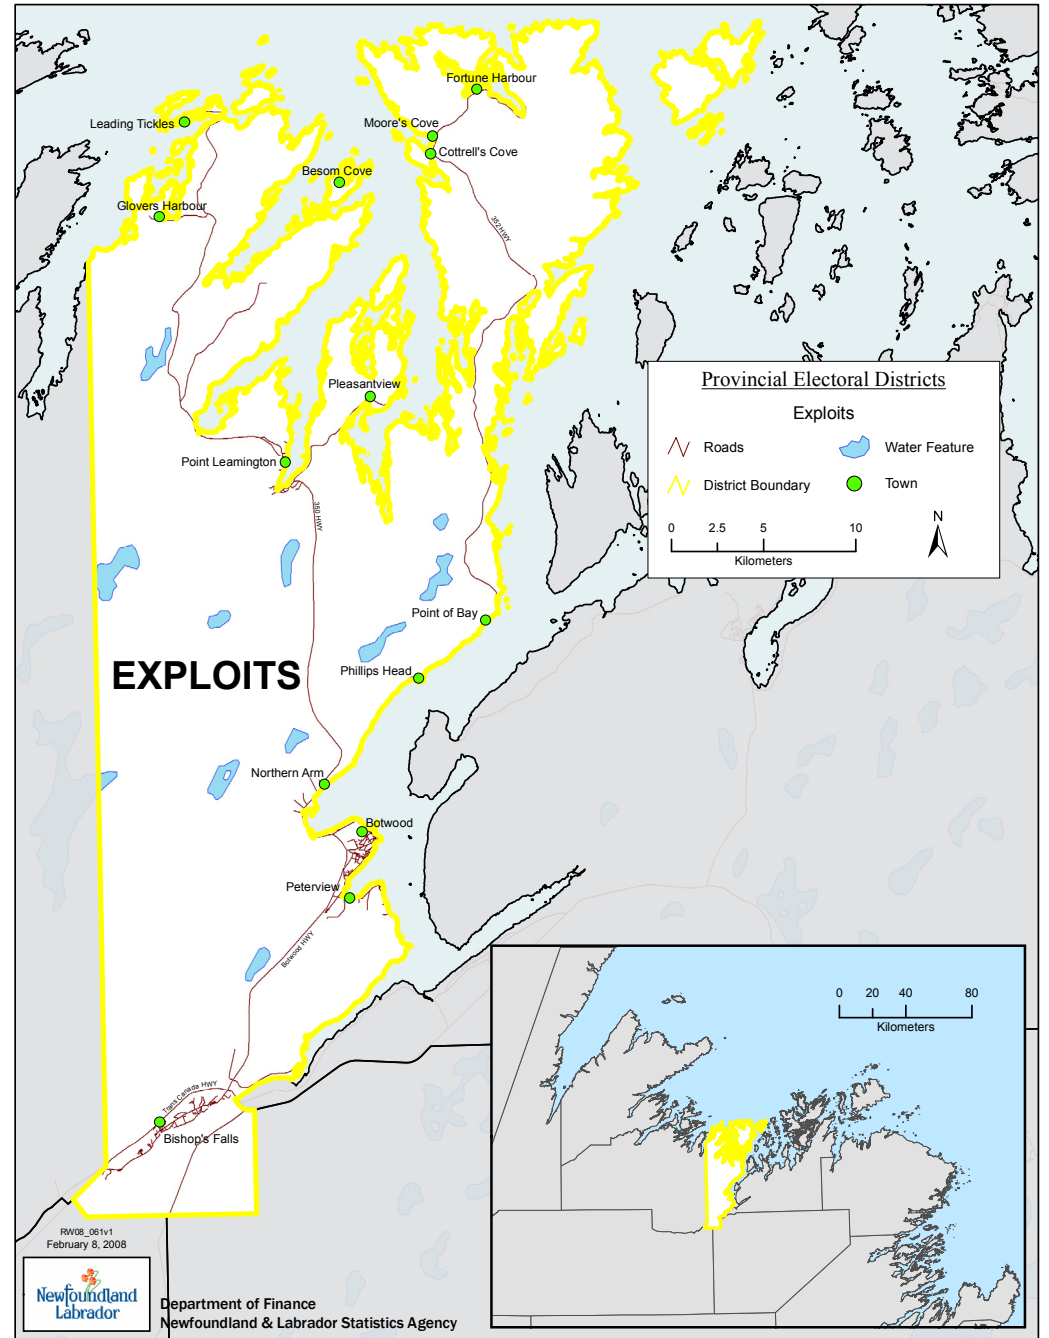 Fortune Harbour
Leading Tickles
Moore's Cove
Cottrell's Cove
Besom Cove
Glovers Harbour
352 HWY
Provincial Electoral Districts
Exploits
Roads
Water Feature
District Boundary
Town
0 2.5 5 10
Kilometers
N
Pleasantview
Point Leamington
350 HWY
Point of Bay
EXPLOITS
Phillips Head
Northern Arm
Botwood
Peterview
Botwood HWY
0 20 40 80
Kilometers
Trans Canada HWY
Bishop's Falls
RW08_061v1
February 8, 2008
Newfoundland
Labrador
Department of Finance
Newfoundland & Labrador Statistics Agency